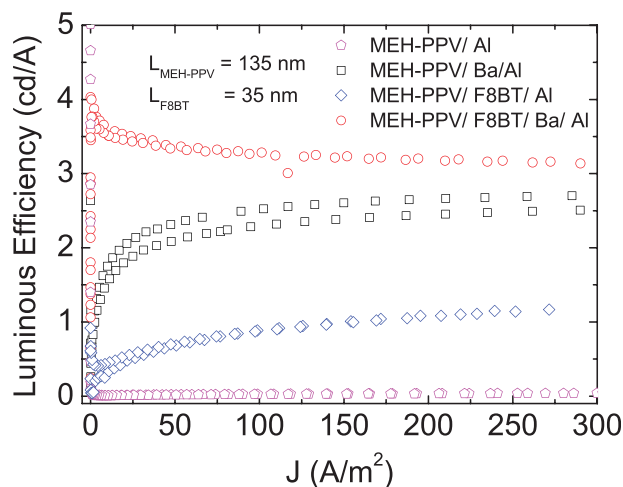 5
4
3
2
1
0
Luminous Efficiency (cd/A)
L MEH-PPV = 135 nm
L F8BT = 35 nm
MEH-PPV/ Al
MEH-PPV/ Ba/Al
MEH-PPV/ F8BT/ Al
MEH-PPV/ F8BT/ Ba/ Al
0 50 100 150 200 250 300
J (A/m²)